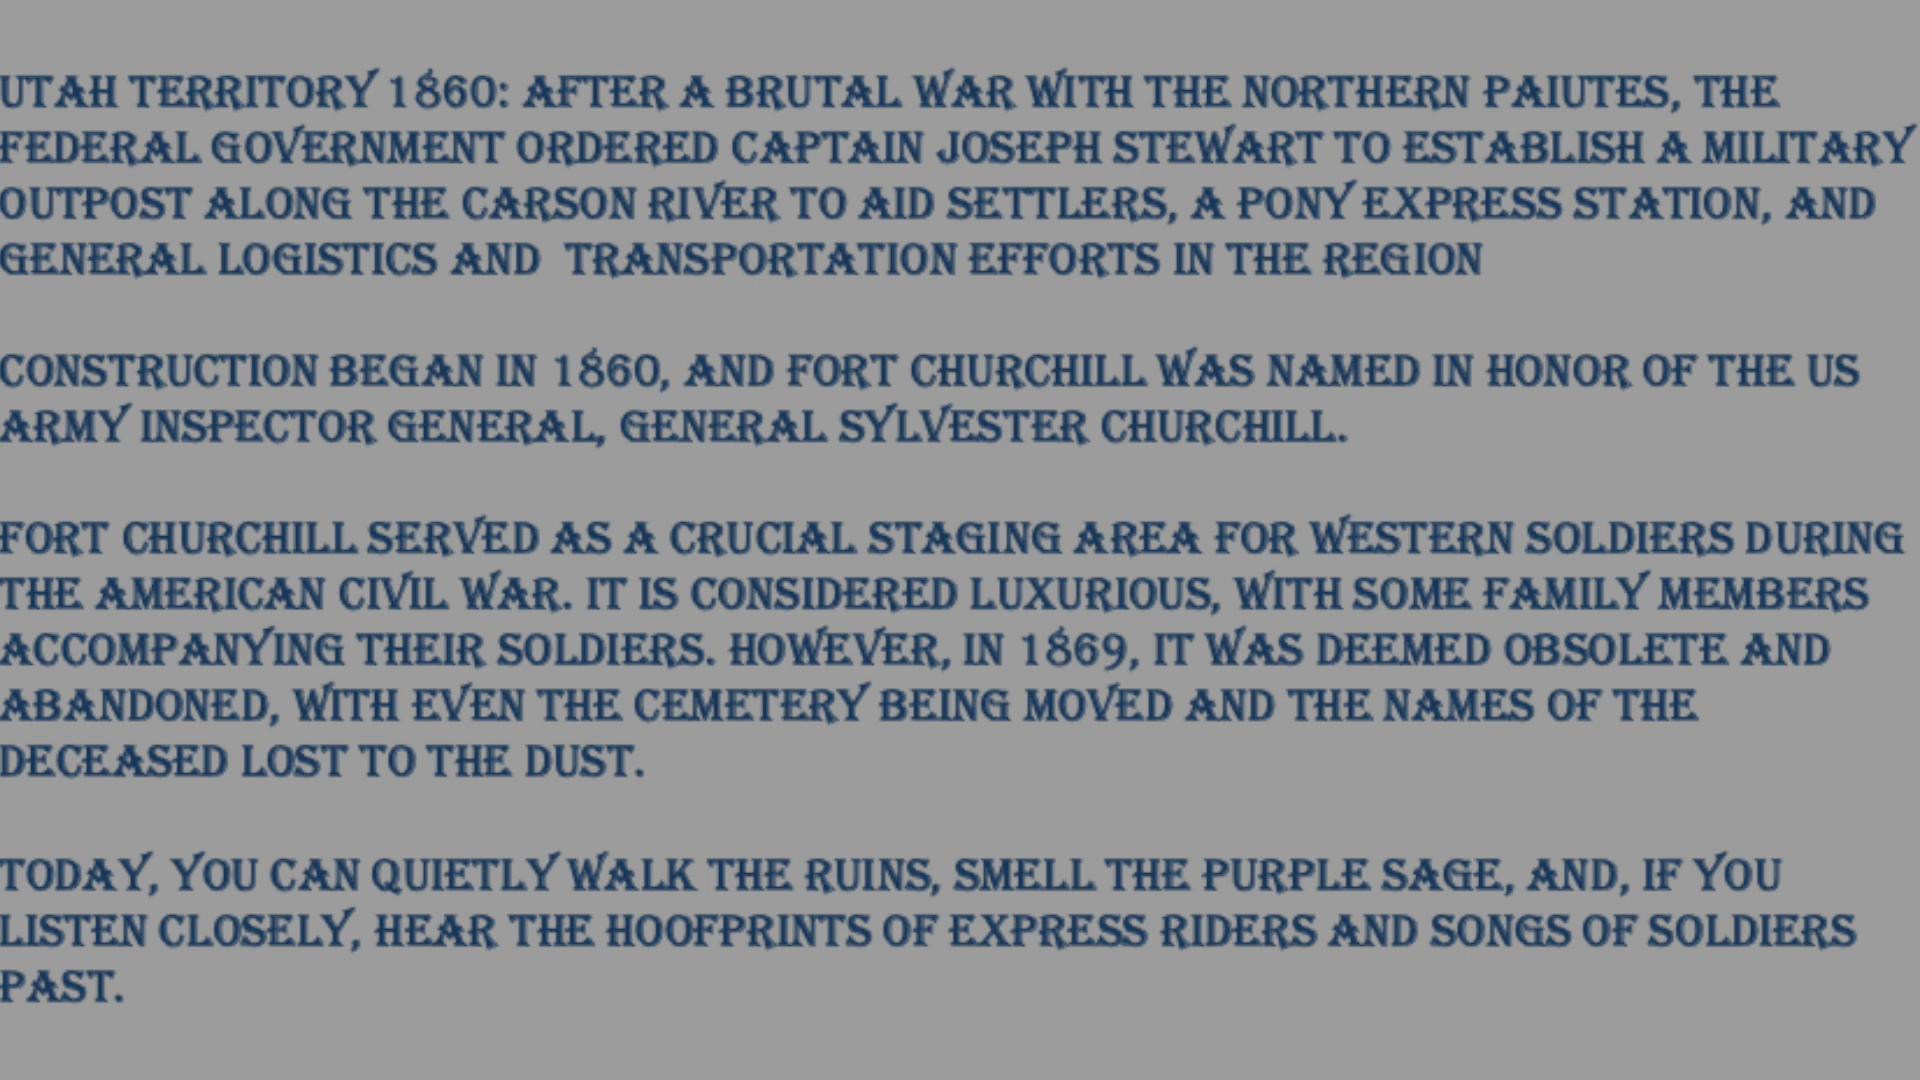 UTAH TERRITORY 1860: AFTER A BRUTAL WAR WITH THE NORTHERN PAIUTES, THE
FEDERAL GOVERNMENT ORDERED CAPTAIN JOSEPH STEWART TO ESTABLISH A MILITARY
OUTPOST ALONG THE CARSON RIVER TO AID SETTLERS, A PONY EXPRESS STATION, AND
GENERAL LOGISTICS AND TRANSPORTATION EFFORTS IN THE REGION
CONSTRUCTION BEGAN IN 1860, AND FORT CHURCHILL WAS NAMED IN HONOR OF THE US
ARMY INSPECTOR GENERAL, GENERAL SYLVESTER CHURCHILL.
FORT CHURCHILL SERVED AS A CRUCIAL STAGING AREA FOR WESTERN SOLDIERS DURING
THE AMERICAN CIVIL WAR. IT IS CONSIDERED LUXURIOUS, WITH SOME FAMILY MEMBERS
ACCOMPANYING THEIR SOLDIERS. HOWEVER, IN 1869, IT WAS DEEMED OBSOLETE AND
ABANDONED, WITH EVEN THE CEMETERY BEING MOVED AND THE NAMES OF THE
DECEASED LOST TO THE DUST.
TODAY, YOU CAN QUIETLY WALK THE RUINS, SMELL THE PURPLE SAGE, AND, IF YOU
LISTEN CLOSELY, HEAR THE HOOFPRINTS OF EXPRESS RIDERS AND SONGS OF SOLDIERS
PAST.